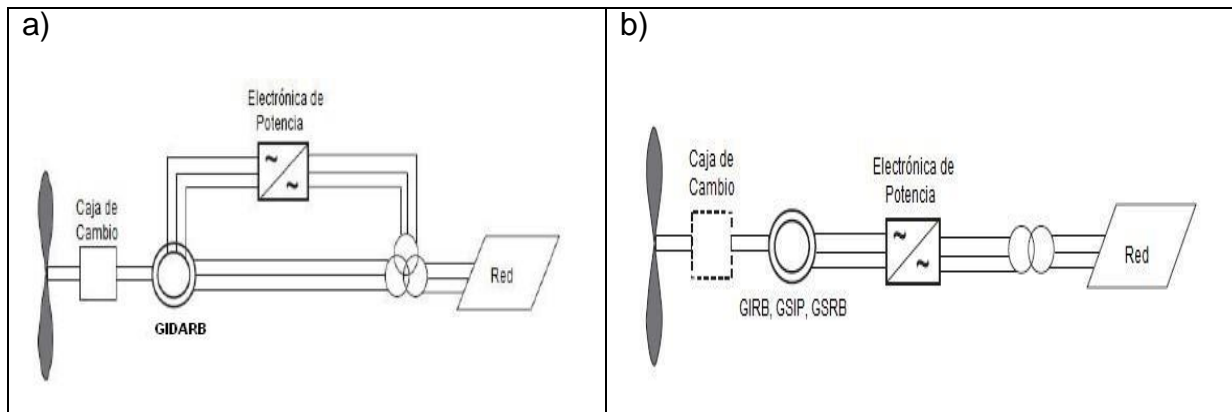 a)
Electrónica de
Potencia
~
~
Caja de
Cambio
Red
GIDARB
b)
Caja de
Cambio
Electrónica de
Potencia
~
~
Red
GIRB, GSIP, GSRB